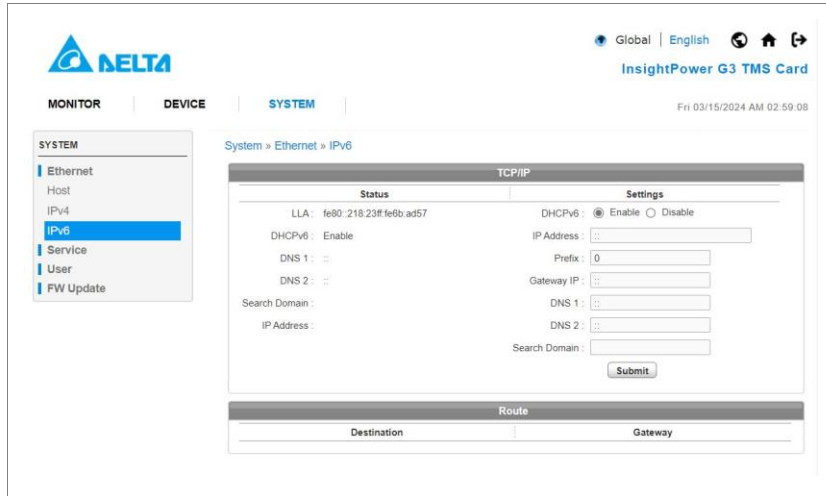 Global | English
DELTA
InsightPower G3 TMS Card
MONITOR DEVICE SYSTEM
Fri 03/15/2024 AM 02:59:08
SYSTEM
Ethernet
Host
IPv4
IPv6
Service
User
FW Update
System » Ethernet » IPv6
TCP/IP
Status Settings
LLA : fe80::218:23ff:fe6b:ad57 DHCPv6 : Enable Disable
DHCPv6 : Enable IP Address : ::
DNS 1 : :: Prefix : 0
DNS 2 : :: Gateway IP : ::
Search Domain : DNS 1 : ::
IP Address : DNS 2 : ::
Search Domain :
Submit
Route
Destination Gateway